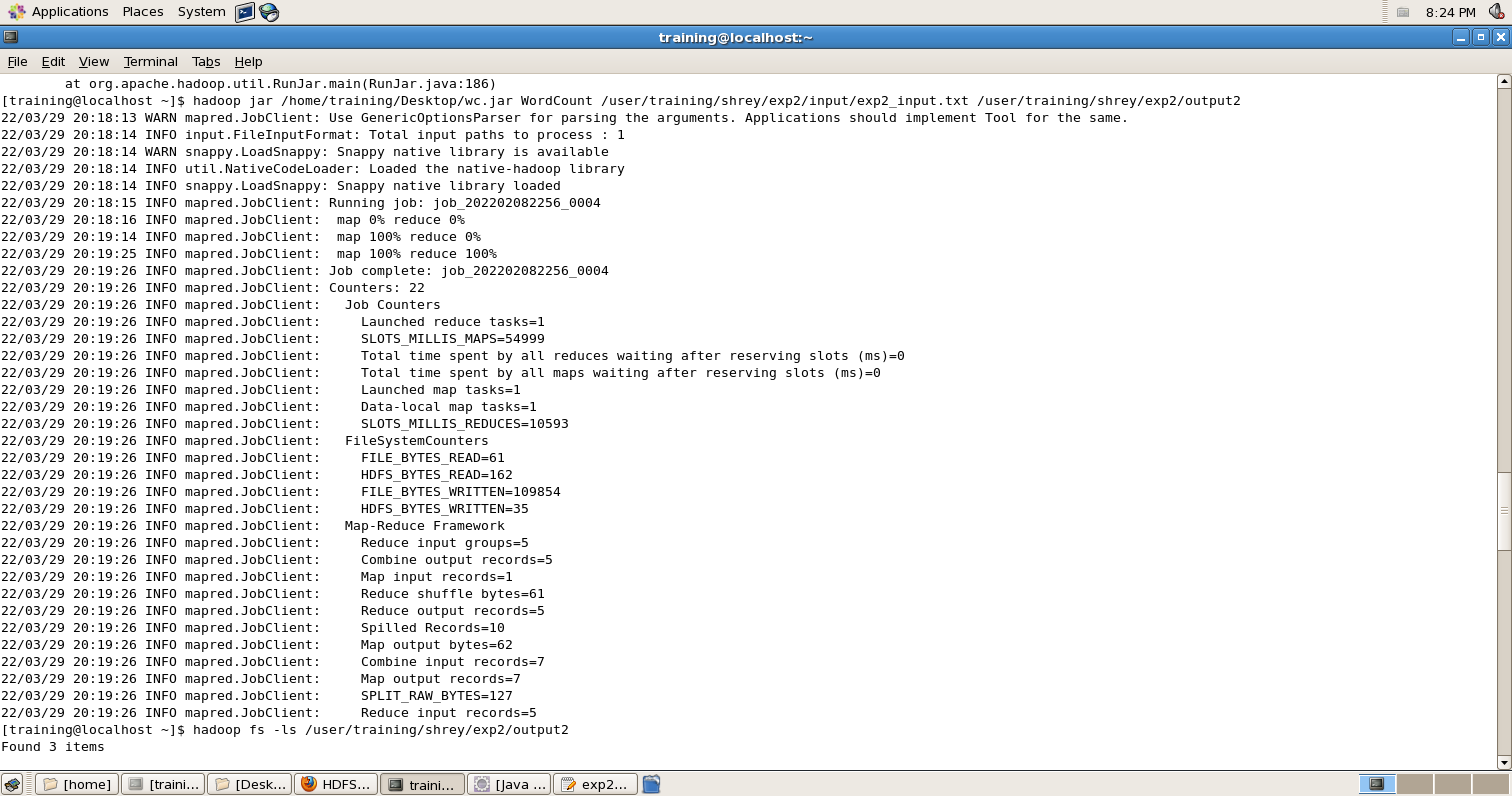 Applications Places System 8:24 PM
training@localhost:~
File Edit View Terminal Tabs Help
at org.apache.hadoop.util.RunJar.main(RunJar.java:186)
[training@localhost ~]$ hadoop jar /home/training/Desktop/wc.jar WordCount /user/training/shrey/exp2/input/exp2_input.txt /user/training/shrey/exp2/output2
22/03/29 20:18:13 WARN mapred.JobClient: Use GenericOptionsParser for parsing the arguments. Applications should implement Tool for the same.
22/03/29 20:18:14 INFO input.FileInputFormat: Total input paths to process : 1
22/03/29 20:18:14 WARN snappy.LoadSnappy: Snappy native library is available
22/03/29 20:18:14 INFO util.NativeCodeLoader: Loaded the native-hadoop library
22/03/29 20:18:14 INFO snappy.LoadSnappy: Snappy native library loaded
22/03/29 20:18:15 INFO mapred.JobClient: Running job: job_202202082256_0004
22/03/29 20:18:16 INFO mapred.JobClient:  map 0% reduce 0%
22/03/29 20:19:14 INFO mapred.JobClient:  map 100% reduce 0%
22/03/29 20:19:25 INFO mapred.JobClient:  map 100% reduce 100%
22/03/29 20:19:26 INFO mapred.JobClient: Job complete: job_202202082256_0004
22/03/29 20:19:26 INFO mapred.JobClient: Counters: 22
22/03/29 20:19:26 INFO mapred.JobClient:   Job Counters
22/03/29 20:19:26 INFO mapred.JobClient:     Launched reduce tasks=1
22/03/29 20:19:26 INFO mapred.JobClient:     SLOTS_MILLIS_MAPS=54999
22/03/29 20:19:26 INFO mapred.JobClient:     Total time spent by all reduces waiting after reserving slots (ms)=0
22/03/29 20:19:26 INFO mapred.JobClient:     Total time spent by all maps waiting after reserving slots (ms)=0
22/03/29 20:19:26 INFO mapred.JobClient:     Launched map tasks=1
22/03/29 20:19:26 INFO mapred.JobClient:     Data-local map tasks=1
22/03/29 20:19:26 INFO mapred.JobClient:     SLOTS_MILLIS_REDUCES=10593
22/03/29 20:19:26 INFO mapred.JobClient:   FileSystemCounters
22/03/29 20:19:26 INFO mapred.JobClient:     FILE_BYTES_READ=61
22/03/29 20:19:26 INFO mapred.JobClient:     HDFS_BYTES_READ=162
22/03/29 20:19:26 INFO mapred.JobClient:     FILE_BYTES_WRITTEN=109854
22/03/29 20:19:26 INFO mapred.JobClient:     HDFS_BYTES_WRITTEN=35
22/03/29 20:19:26 INFO mapred.JobClient:   Map-Reduce Framework
22/03/29 20:19:26 INFO mapred.JobClient:     Reduce input groups=5
22/03/29 20:19:26 INFO mapred.JobClient:     Combine output records=5
22/03/29 20:19:26 INFO mapred.JobClient:     Map input records=1
22/03/29 20:19:26 INFO mapred.JobClient:     Reduce shuffle bytes=61
22/03/29 20:19:26 INFO mapred.JobClient:     Reduce output records=5
22/03/29 20:19:26 INFO mapred.JobClient:     Spilled Records=10
22/03/29 20:19:26 INFO mapred.JobClient:     Map output bytes=62
22/03/29 20:19:26 INFO mapred.JobClient:     Combine input records=7
22/03/29 20:19:26 INFO mapred.JobClient:     Map output records=7
22/03/29 20:19:26 INFO mapred.JobClient:     SPLIT_RAW_BYTES=127
22/03/29 20:19:26 INFO mapred.JobClient:     Reduce input records=5
[training@localhost ~]$ hadoop fs -ls /user/training/shrey/exp2/output2
Found 3 items
[home] [traini... [Desk... HDFS... traini... [Java ... exp2...